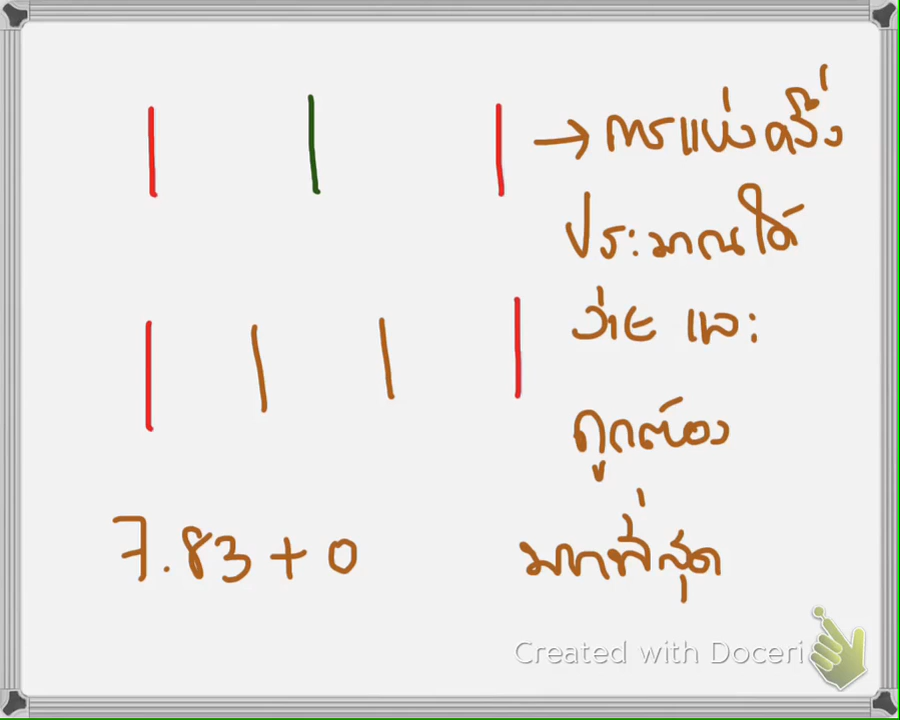 → การแบ่งครึ่ง
ประมาณได้
ง่าย และ
ถูกต้อง
มากที่สุด
7.83 + 0
Created with Doceri